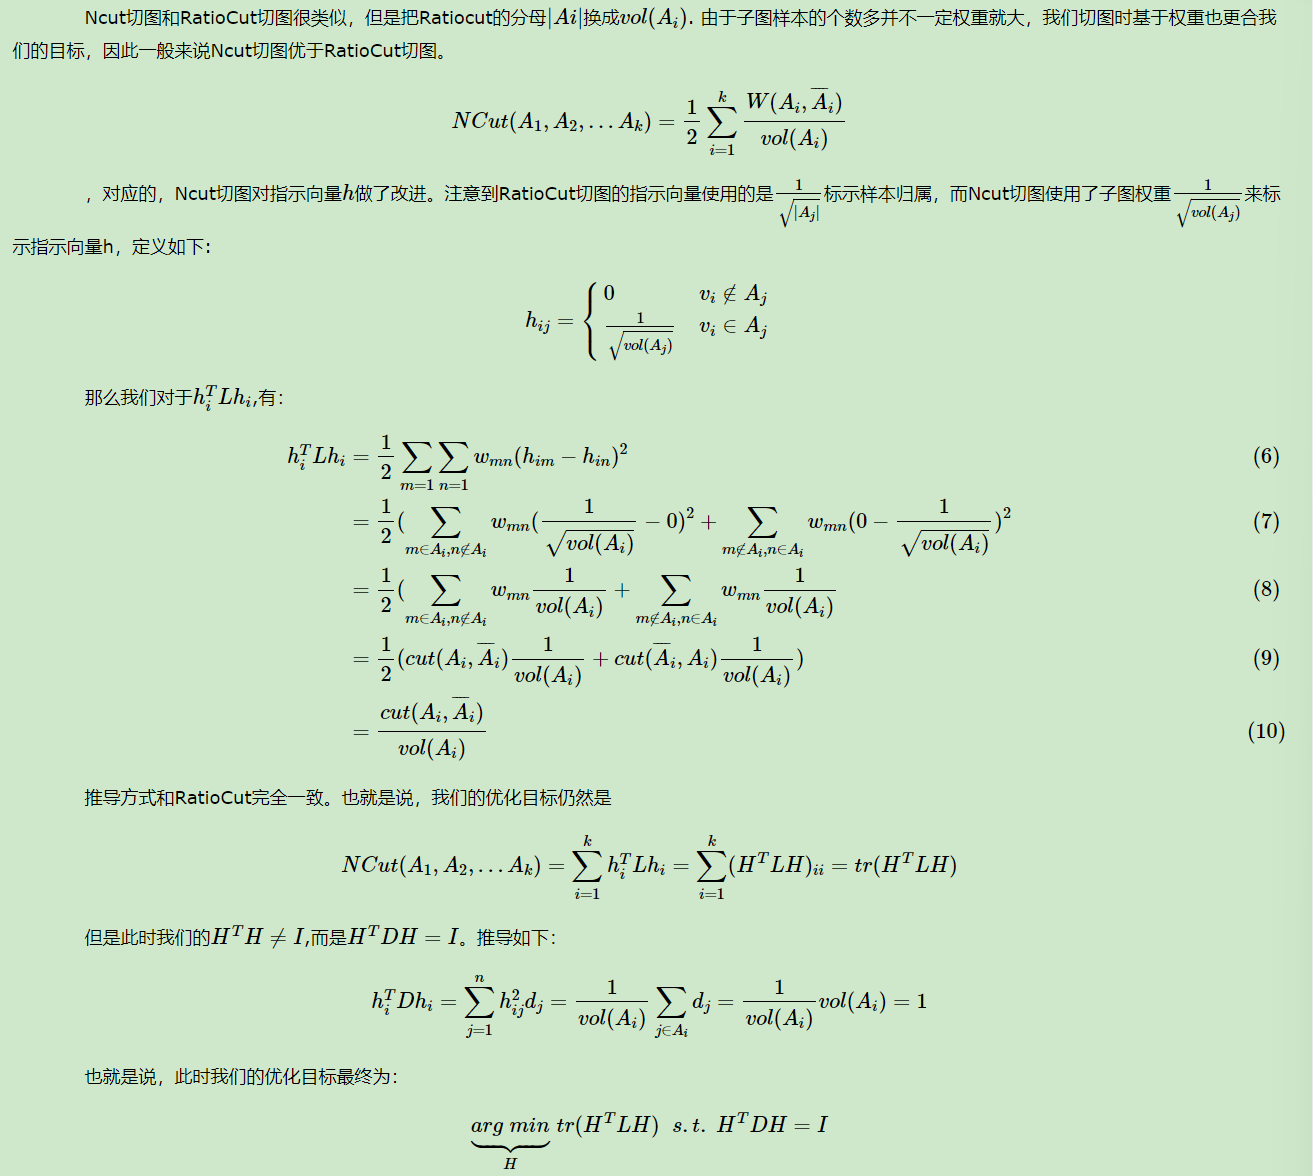 Ncut切图和RatioCut切图很类似，但是把Ratiocut的分母$|Ai|$换成$vol(A_i)$. 由于子图样本的个数多并不一定权重就大，我们切图时基于权重也更合我
们的目标，因此一般来说Ncut切图优于RatioCut切图。
$NCut(A_1, A_2, \ldots A_k) = \frac{1}{2} \sum_{i=1}^{k} \frac{W(A_i, \overline{A}_i)}{vol(A_i)}$
，对应的，Ncut切图对指示向量$h$做了改进。注意到RatioCut切图的指示向量使用的是$\frac{1}{\sqrt{|A_j|}}$标示样本归属，而Ncut切图使用了子图权重$\frac{1}{\sqrt{vol(A_j)}}$来标
示指示向量h，定义如下:
$h_{ij} = \begin{cases} 0 & v_i \notin A_j \\ \frac{1}{\sqrt{vol(A_j)}} & v_i \in A_j \end{cases}$
那么我们对于$h_i^T L h_i$,有：
$h_i^T L h_i = \frac{1}{2} \sum_{m=1} \sum_{n=1} w_{mn}(h_{im} - h_{in})^2$ (6)
$= \frac{1}{2}(\sum_{m \in A_i, n \notin A_i} w_{mn}(\frac{1}{\sqrt{vol(A_i)}} - 0)^2 + \sum_{m \notin A_i, n \in A_i} w_{mn}(0 - \frac{1}{\sqrt{vol(A_i)}})^2$ (7)
$= \frac{1}{2}(\sum_{m \in A_i, n \notin A_i} w_{mn} \frac{1}{vol(A_i)} + \sum_{m \notin A_i, n \in A_i} w_{mn} \frac{1}{vol(A_i)}$ (8)
$= \frac{1}{2}(cut(A_i, \overline{A}_i) \frac{1}{vol(A_i)} + cut(\overline{A}_i, A_i) \frac{1}{vol(A_i)})$ (9)
$= \frac{cut(A_i, \overline{A}_i)}{vol(A_i)}$ (10)
推导方式和RatioCut完全一致。也就是说，我们的优化目标仍然是
$NCut(A_1, A_2, \ldots A_k) = \sum_{i=1}^{k} h_i^T L h_i = \sum_{i=1}^{k} (H^T L H)_{ii} = tr(H^T L H)$
但是此时我们的$H^T H \neq I$,而是$H^T D H = I$。推导如下：
$h_i^T D h_i = \sum_{j=1}^{n} h_{ij}^2 d_j = \frac{1}{vol(A_i)} \sum_{j \in A_i} d_j = \frac{1}{vol(A_i)} vol(A_i) = 1$
也就是说，此时我们的优化目标最终为：
$\underbrace{arg\ min}_{H}\ tr(H^T L H)\ \ s.t.\ H^T D H = I$